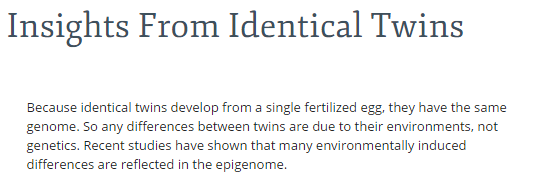 Insights From Identical Twins
Because identical twins develop from a single fertilized egg, they have the same
genome. So any differences between twins are due to their environments, not
genetics. Recent studies have shown that many environmentally induced
differences are reflected in the epigenome.